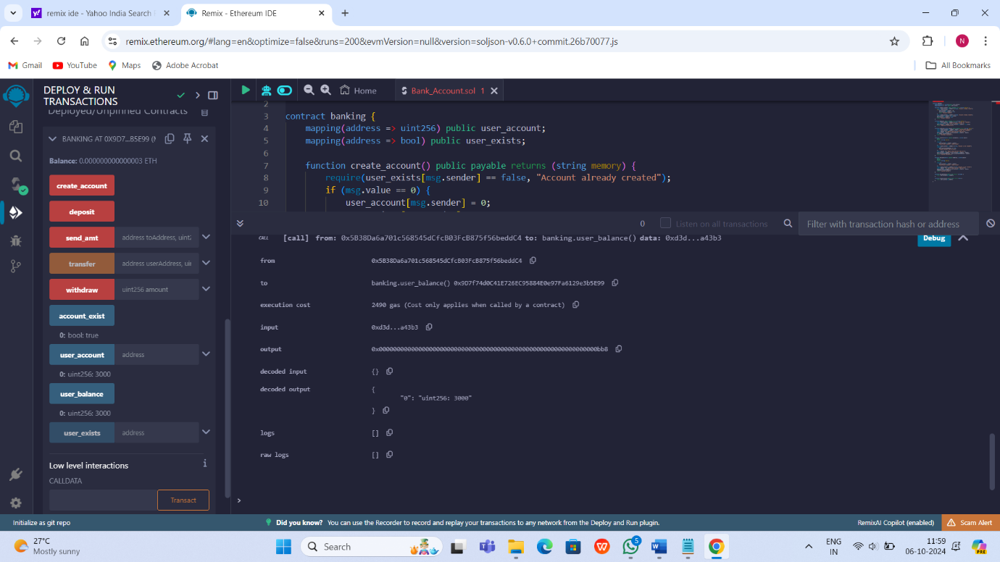 remix ide - Yahoo India Search
Remix - Ethereum IDE
remix.ethereum.org/#lang=en&optimize=false&runs=200&evmVersion=null&version=soljson-v0.6.0+commit.26b70077.js
N
Gmail
YouTube
Maps
Adobe Acrobat
All Bookmarks
DEPLOY & RUN
TRANSACTIONS
Deployed/Unpinned Contracts
BANKING AT 0X9D7...B5E99 (
Balance: 0.000000000000003 ETH
create_account
deposit
send_amt address toAddress, uint
transfer address userAddress, ui
withdraw uint256 amount
account_exist
0: bool: true
user_account address
0: uint256: 3000
user_balance
0: uint256: 3000
user_exists address
Low level interactions
i
CALLDATA
Transact
Home
Bank_Account.sol 1
2
3 contract banking {
4 mapping(address => uint256) public user_account;
5 mapping(address => bool) public user_exists;
6
7 function create_account() public payable returns (string memory) {
8 require(user_exists[msg.sender] == false, "Account already created");
9 if (msg.value == 0) {
10 user_account[msg.sender] = 0;
0
Listen on all transactions
Filter with transaction hash or address
CALL [call] from: 0x5B38Da6a701c568545dCfcB03FcB875f56beddC4 to: banking.user_balance() data: 0xd3d...a43b3
Debug
from 0x5B38Da6a701c568545dCfcB03FcB875f56beddC4
to banking.user_balance() 0x9D7f74d0C41E726EC95884E0e97Fa6129e3b5E99
execution cost 2490 gas (Cost only applies when called by a contract)
input 0xd3d...a43b3
output 0x0000000000000000000000000000000000000000000000000000000000000bb8
decoded input {}
decoded output {
"0": "uint256: 3000"
}
logs []
raw logs []
>
Initialize as git repo
Did you know? You can use the Recorder to record and replay your transactions to any network from the Deploy and Run plugin.
RemixAI Copilot (enabled)
Scam Alert
27°C
Mostly sunny
Search
5
ENG
IN
11:59
06-10-2024
PRE